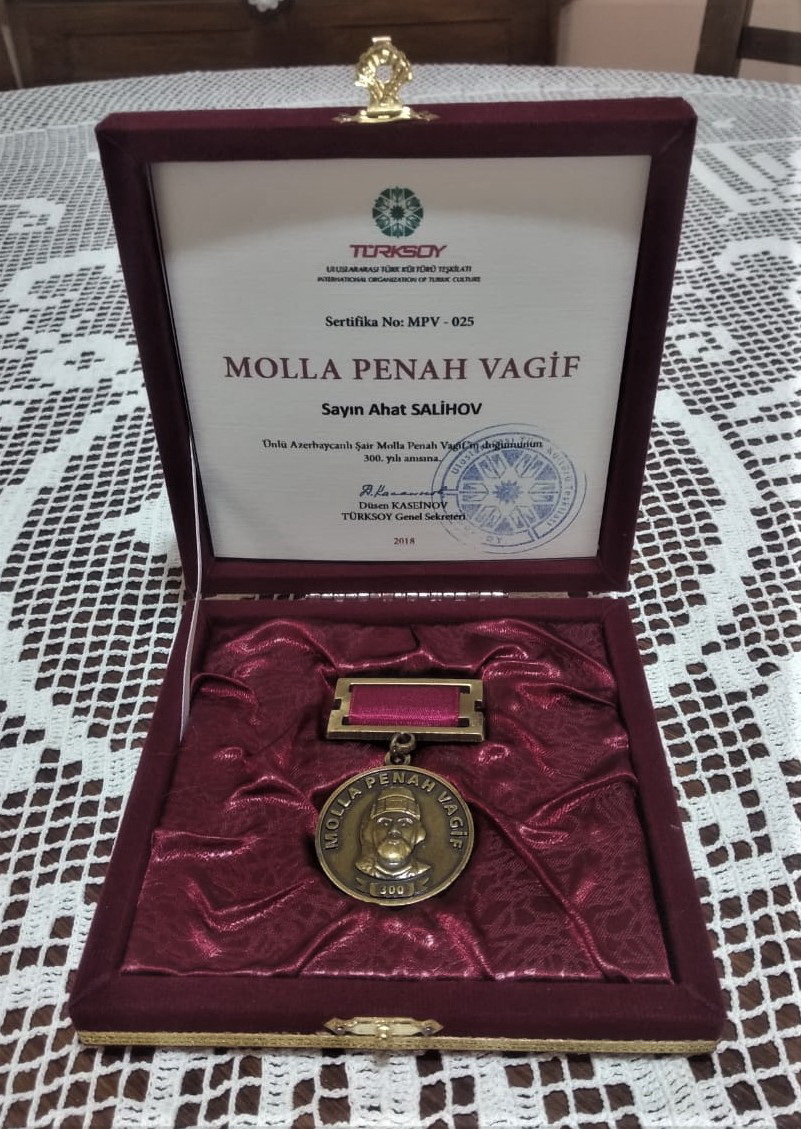 TÜRKSOY
ULUSLARARASI TÜRK KÜLTÜRÜ TEŞKİLATI
INTERNATIONAL ORGANIZATION OF TURKIC CULTURE
Sertifika No: MPV - 025
MOLLA PENAH VAGİF
Sayın Ahat SALİHOV
Ünlü Azerbaycanlı Şair Molla Penah Vagif'in doğumunun
300. yılı anısına.
Düsen KASEİNOV
TÜRKSOY Genel Sekreteri
2018
MOLLA PENAH VAGİF
300